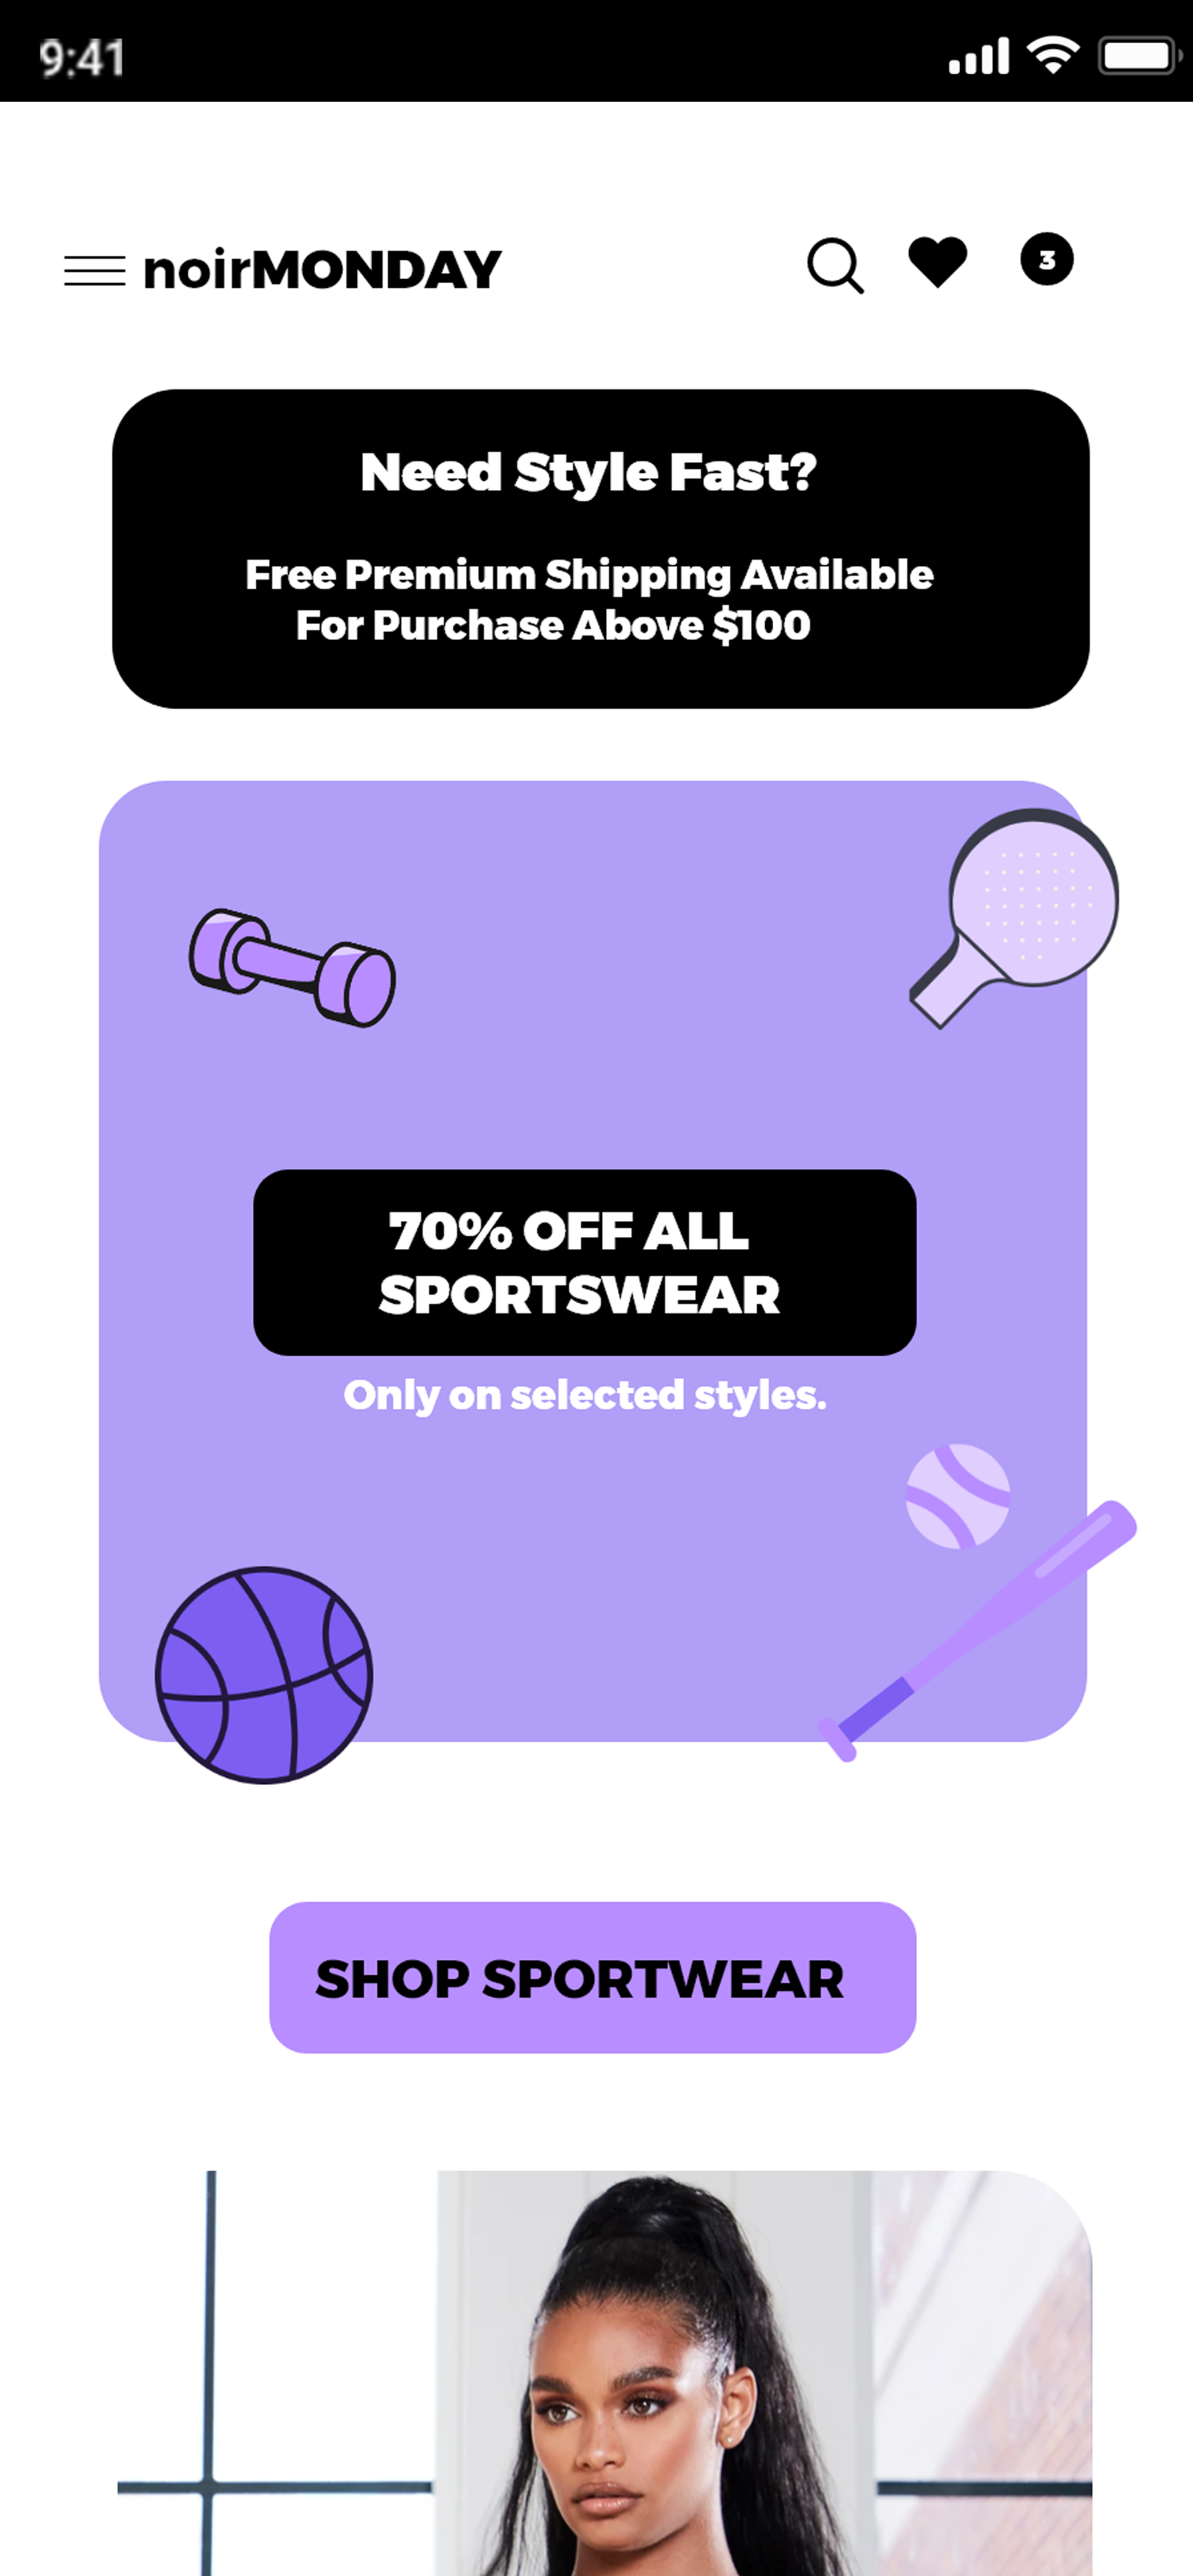 9:41
noirMONDAY
3
Need Style Fast?
Free Premium Shipping Available
For Purchase Above $100
70% OFF ALL
SPORTSWEAR
Only on selected styles.
SHOP SPORTWEAR